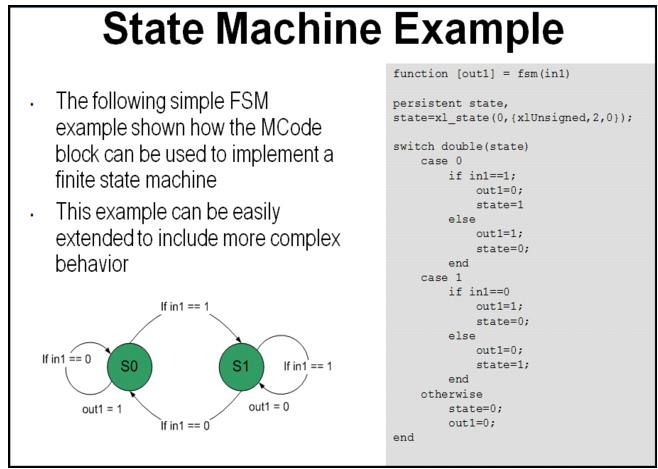 State Machine Example
• The following simple FSM
example shown how the MCode
block can be used to implement a
finite state machine
• This example can be easily
extended to include more complex
behavior
If in1 == 1
If in1 == 0
S0
S1
If in1 == 1
out1 = 1
out1 = 0
If in1 == 0
function [out1] = fsm(in1)
persistent state,
state=xl_state(0,{xlUnsigned,2,0});
switch double(state)
case 0
if in1==1;
out1=0;
state=1
else
out1=1;
state=0;
end
case 1
if in1==0
out1=1;
state=0;
else
out1=0;
state=1;
end
otherwise
state=0;
out1=0;
end